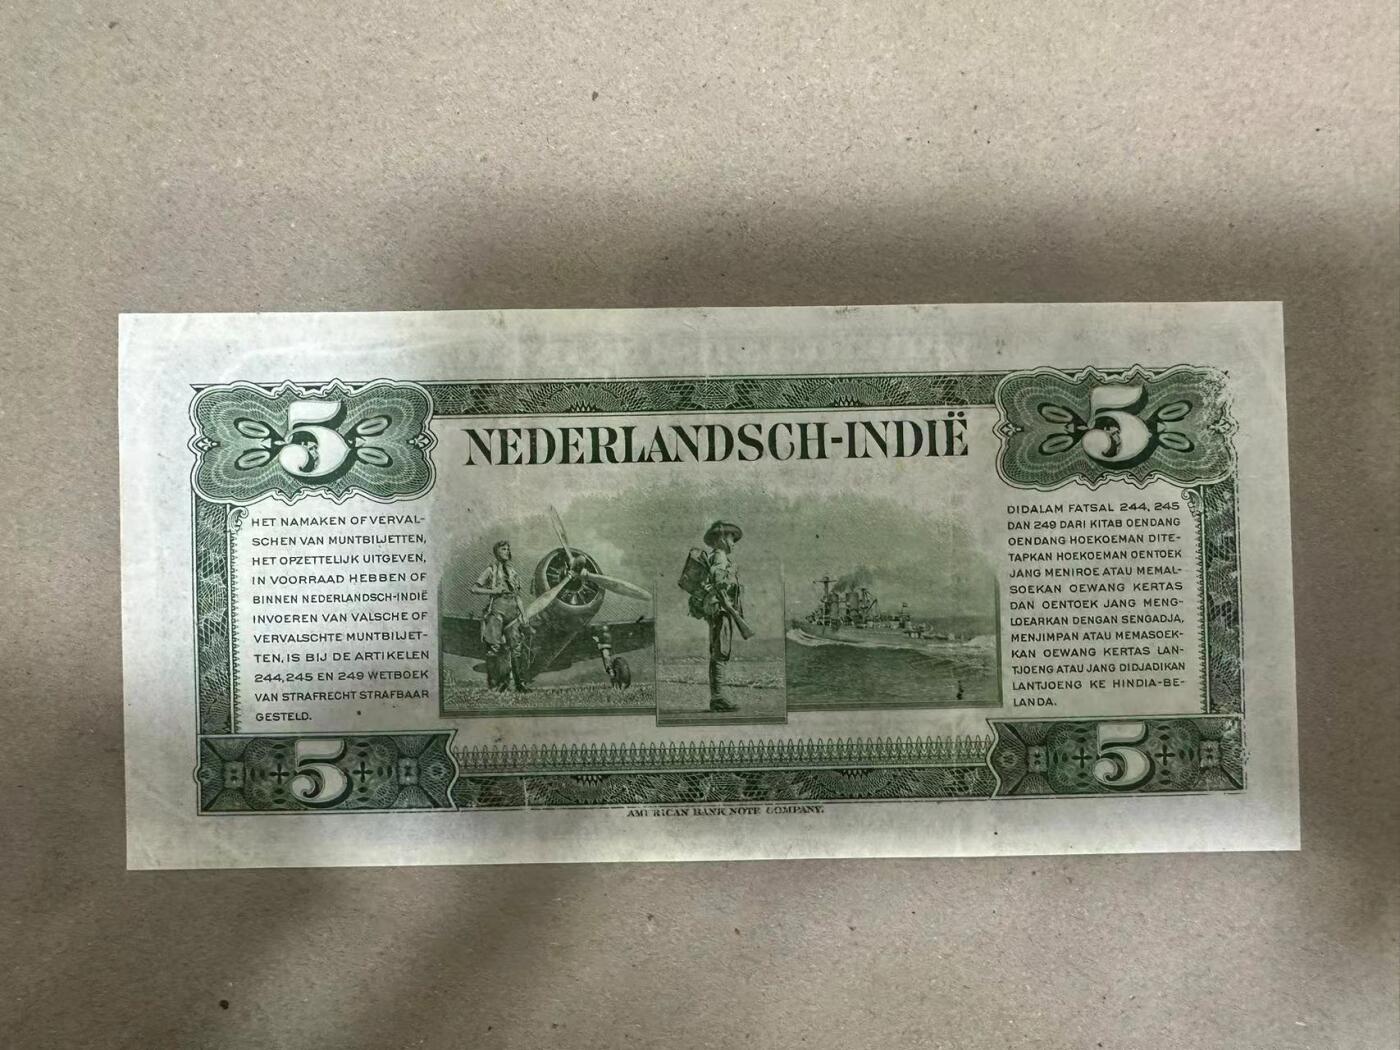 5
5
NEDERLANDSCH-INDIË
HET NAMAKEN OF VERVAL-
SCHEN VAN MUNTBILJETTEN,
HET OPZETTELIJK UITGEVEN,
IN VOORRAAD HEBBEN OF
BINNEN NEDERLANDSCH-INDIË
INVOEREN VAN VALSCHE OF
VERVALSCHTE MUNTBILJET-
TEN, IS BIJ DE ARTIKELEN
244, 245 EN 249 WETBOEK
VAN STRAFRECHT STRAFBAAR
GESTELD.
DIDALAM FATSAL 244, 245
DAN 249 DARI KITAB OENDANG
OENDANG HOEKOEMAN DITE-
TAPKAN HOEKOEMAN OENTOEK
JANG MENIROE ATAU MEMAL-
SOEKAN OEWANG KERTAS
DAN OENTOEK JANG MENG-
LOEARKAN DENGAN SENGADJA,
MENJIMPAN ATAU MEMASOEK-
KAN OEWANG KERTAS LAN-
TJOENG ATAU JANG DIDJADIKAN
LANTJOENG KE HINDIA-BE-
LANDA.
5
5
AMERICAN BANK NOTE COMPANY.